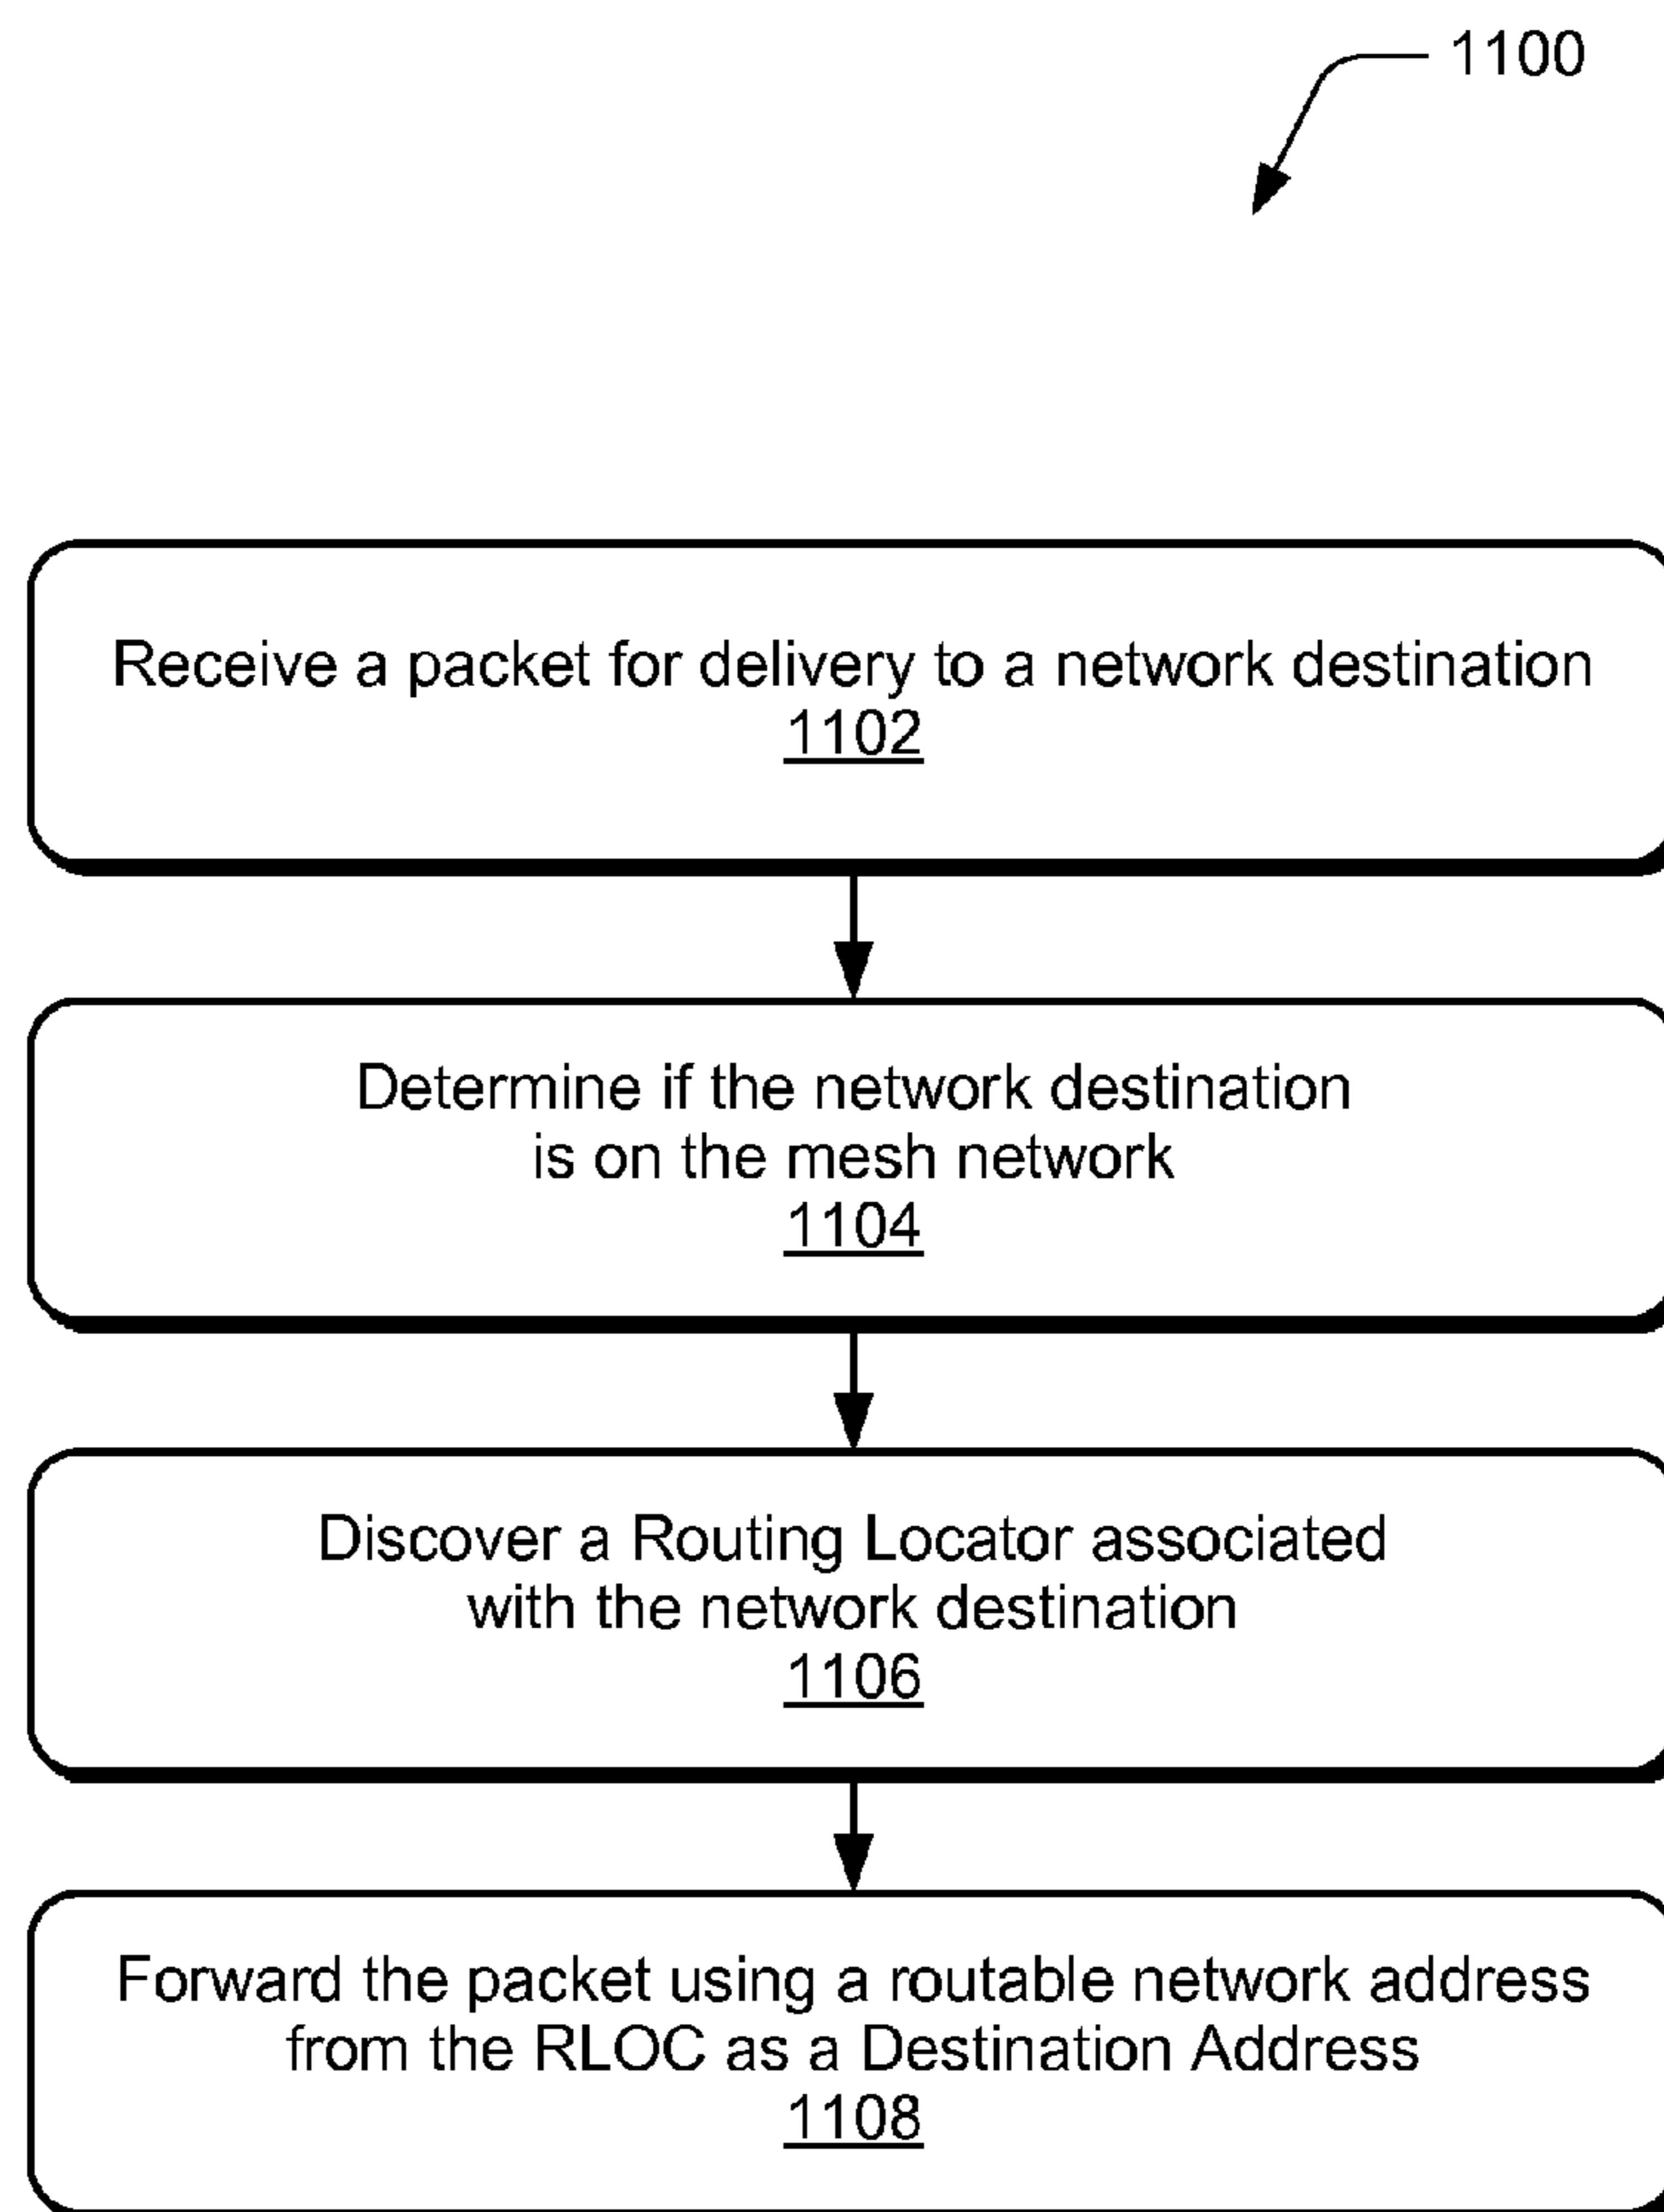 1100
Receive a packet for delivery to a network destination
1102
Determine if the network destination
is on the mesh network
1104
Discover a Routing Locator associated
with the network destination
1106
Forward the packet using a routable network address
from the RLOC as a Destination Address
1108